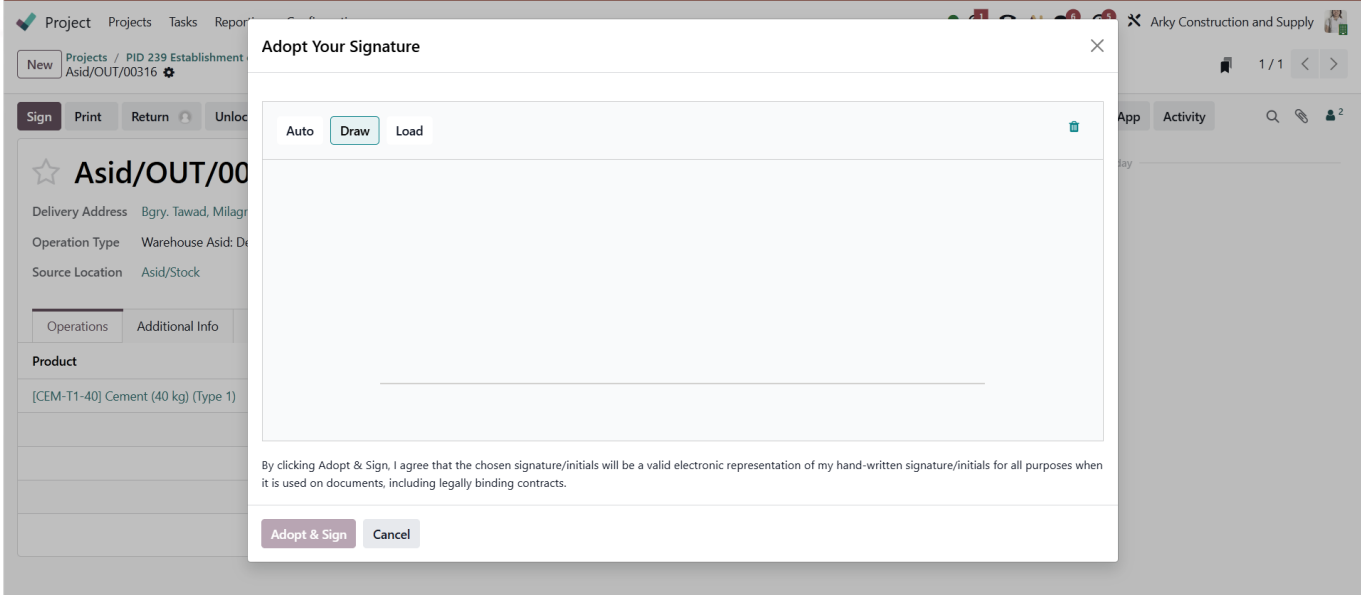 Project Projects Tasks
1 6 5
Arky Construction and Supply
New
Projects / PID 239 Establishment
Asid/OUT/00316
1 / 1
Sign Print Return
App Activity
2
Asid/OUT/00
Delivery Address Bgry. Tawad,
Operation Type Warehouse Asid:
Source Location Asid/Stock
Operations Additional Info
Product
[CEM-T1-40] Cement (40 kg) (Type 1)
Adopt Your Signature
Auto Draw Load
By clicking Adopt & Sign, I agree that the chosen signature/initials will be a valid electronic representation of my hand-written signature/initials for all purposes when
it is used on documents, including legally binding contracts.
Adopt & Sign Cancel